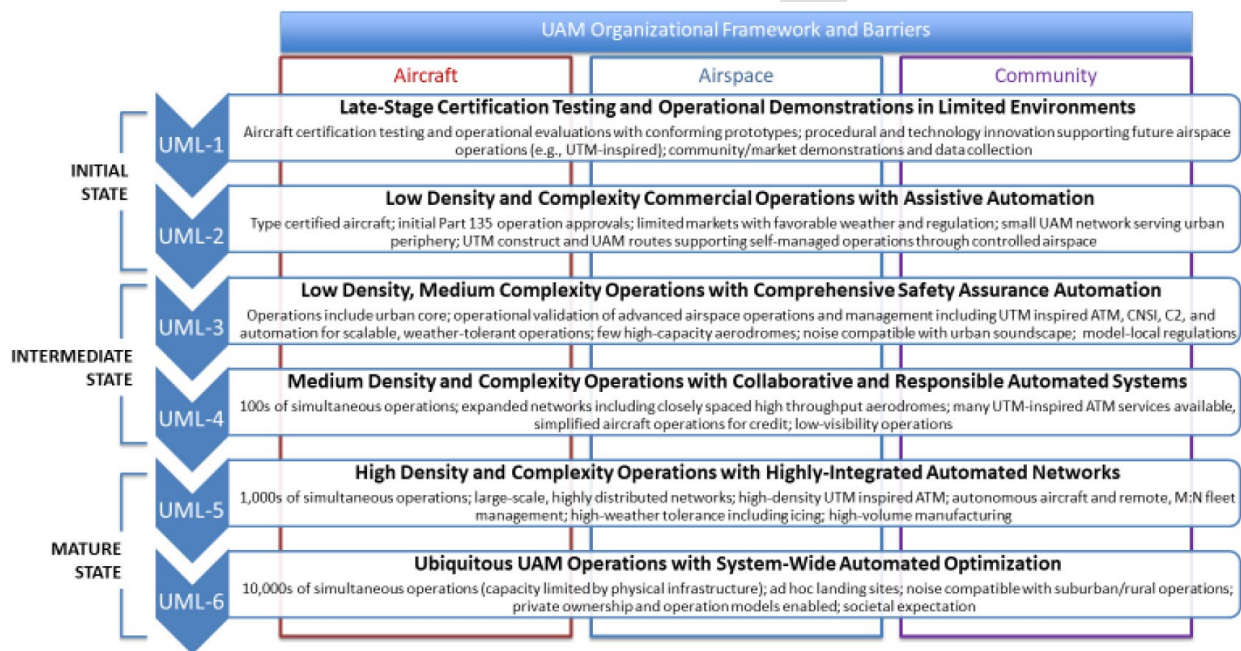 UAM Organizational Framework and Barriers
Aircraft
Airspace
Community
INITIAL
STATE
UML-1
Late-Stage Certification Testing and Operational Demonstrations in Limited Environments
Aircraft certification testing and operational evaluations with conforming prototypes; procedural and technology innovation supporting future airspace
operations (e.g., UTM-inspired); community/market demonstrations and data collection
UML-2
Low Density and Complexity Commercial Operations with Assistive Automation
Type certified aircraft; initial Part 135 operation approvals; limited markets with favorable weather and regulation; small UAM network serving urban
periphery; UTM construct and UAM routes supporting self-managed operations through controlled airspace
INTERMEDIATE
STATE
UML-3
Low Density, Medium Complexity Operations with Comprehensive Safety Assurance Automation
Operations include urban core; operational validation of advanced airspace operations and management including UTM inspired ATM, CNSI, C2, and
automation for scalable, weather-tolerant operations; few high-capacity aerodromes; noise compatible with urban soundscape; model-local regulations
UML-4
Medium Density and Complexity Operations with Collaborative and Responsible Automated Systems
100s of simultaneous operations; expanded networks including closely spaced high throughput aerodromes; many UTM-inspired ATM services available,
simplified aircraft operations for credit; low-visibility operations
MATURE
STATE
UML-5
High Density and Complexity Operations with Highly-Integrated Automated Networks
1,000s of simultaneous operations; large-scale, highly distributed networks; high-density UTM inspired ATM; autonomous aircraft and remote, M:N fleet
management; high-weather tolerance including icing; high-volume manufacturing
UML-6
Ubiquitous UAM Operations with System-Wide Automated Optimization
10,000s of simultaneous operations (capacity limited by physical infrastructure); ad hoc landing sites; noise compatible with suburban/rural operations;
private ownership and operation models enabled; societal expectation